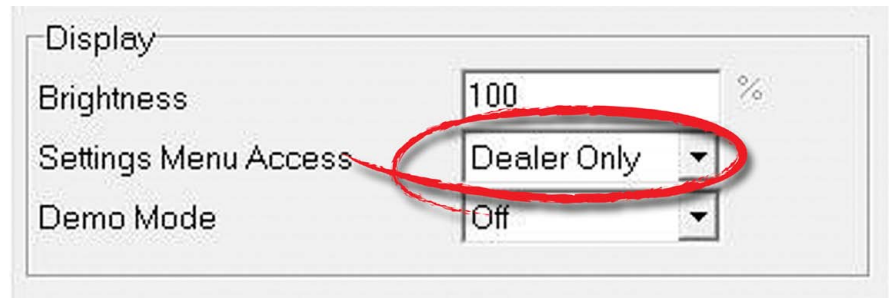 Display
Brightness 100 %
Settings Menu Access Dealer Only
Demo Mode Off